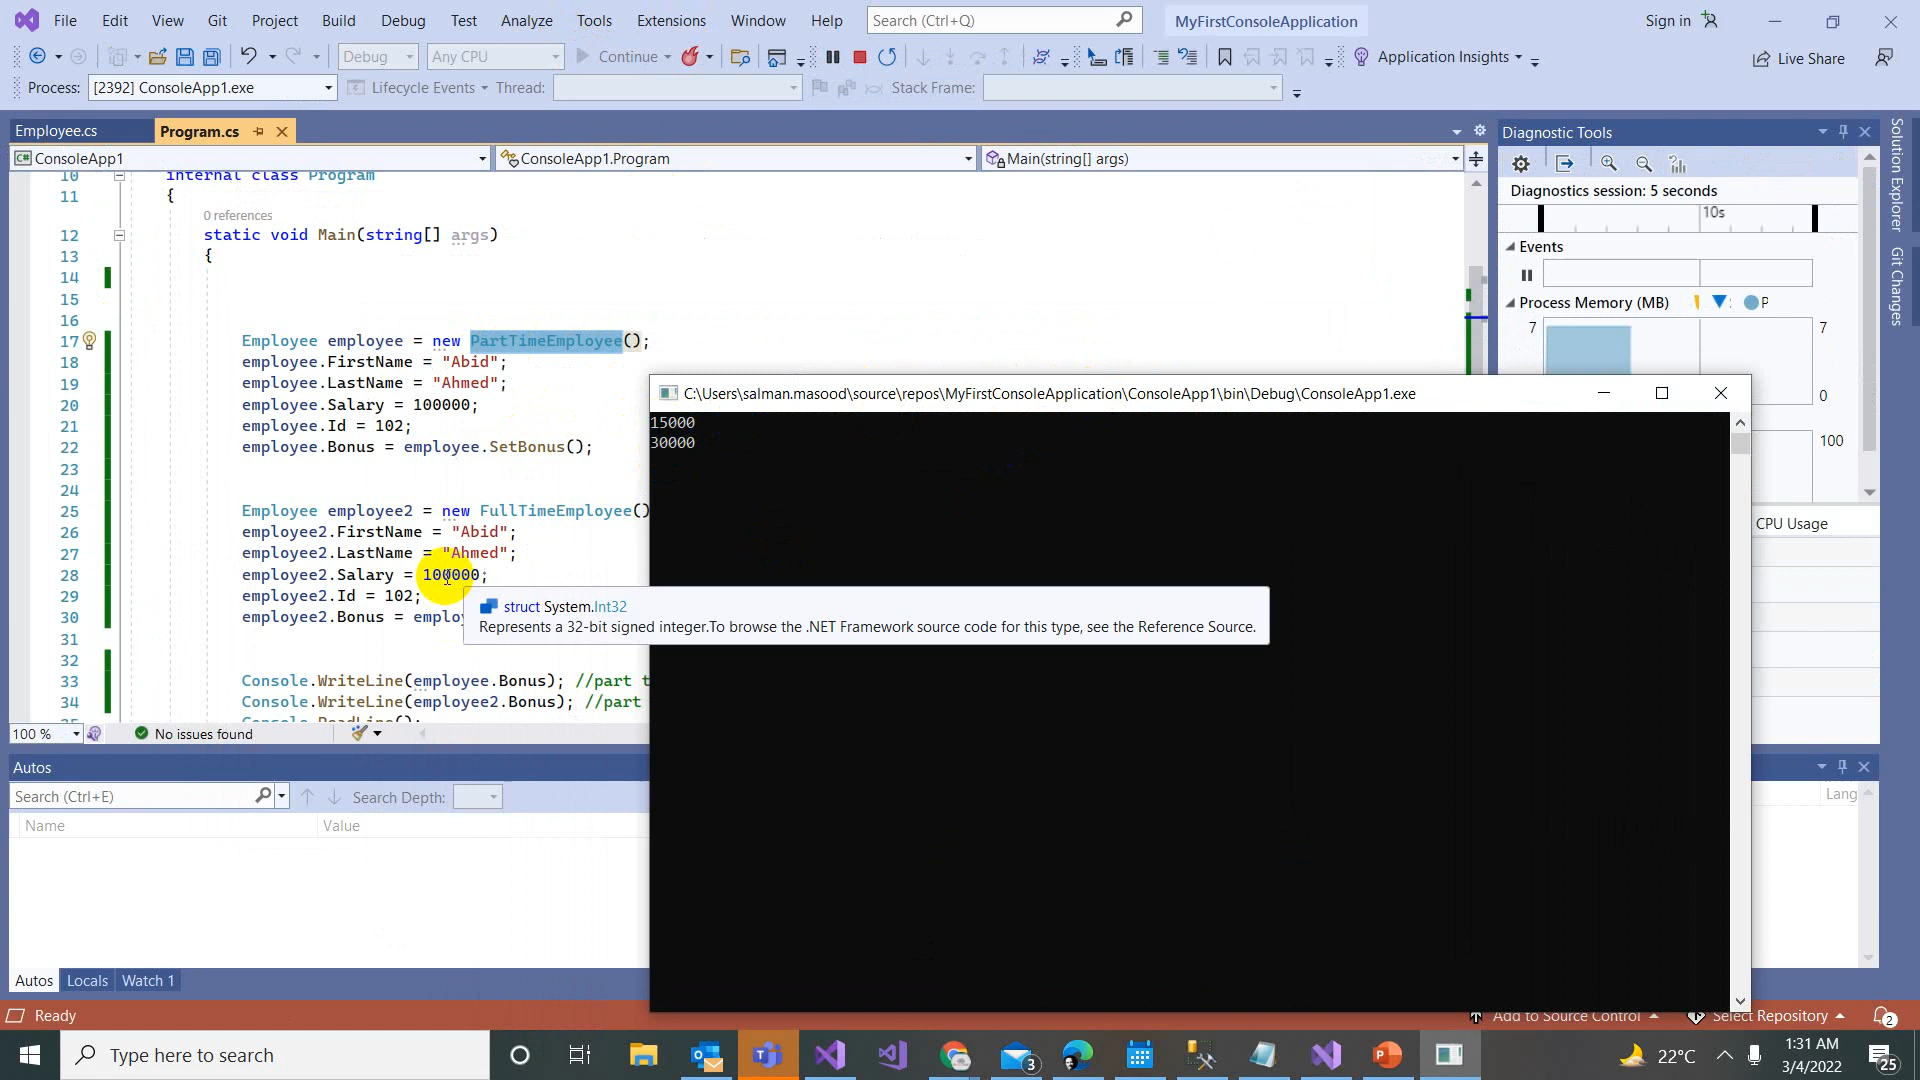 File Edit View Git Project Build Debug Test Analyze Tools Extensions Window Help Search (Ctrl+Q) MyFirstConsoleApplication Sign in
Debug Any CPU Continue Application Insights Live Share
Process: [2392] ConsoleApp1.exe Lifecycle Events Thread: Stack Frame:
Employee.cs Program.cs
ConsoleApp1 ConsoleApp1.Program Main(string[] args)
10 internal class Program
11 {
0 references
12 static void Main(string[] args)
13 {
14
15
16
17 Employee employee = new PartTimeEmployee();
18 employee.FirstName = "Abid";
19 employee.LastName = "Ahmed";
20 employee.Salary = 100000;
21 employee.Id = 102;
22 employee.Bonus = employee.SetBonus();
23
24
25 Employee employee2 = new FullTimeEmployee()
26 employee2.FirstName = "Abid";
27 employee2.LastName = "Ahmed";
28 employee2.Salary = 100000;
29 employee2.Id = 102;
30 employee2.Bonus = emplo
31
32
33 Console.WriteLine(employee.Bonus); //part t
34 Console.WriteLine(employee2.Bonus); //part
Console.ReadLine();
struct System.Int32
Represents a 32-bit signed integer.To browse the .NET Framework source code for this type, see the Reference Source.
C:\Users\salman.masood\source\repos\MyFirstConsoleApplication\ConsoleApp1\bin\Debug\ConsoleApp1.exe
15000
30000
Diagnostic Tools
Diagnostics session: 5 seconds
10s
Events
Process Memory (MB) P
7 7
0
100
CPU Usage
Solution Explorer
Git Changes
100 % No issues found
Autos
Search (Ctrl+E) Search Depth:
Name Value
Lang
Autos Locals Watch 1
Ready Add to Source Control Select Repository 2
Type here to search 3 22°C 1:31 AM
3/4/2022
25